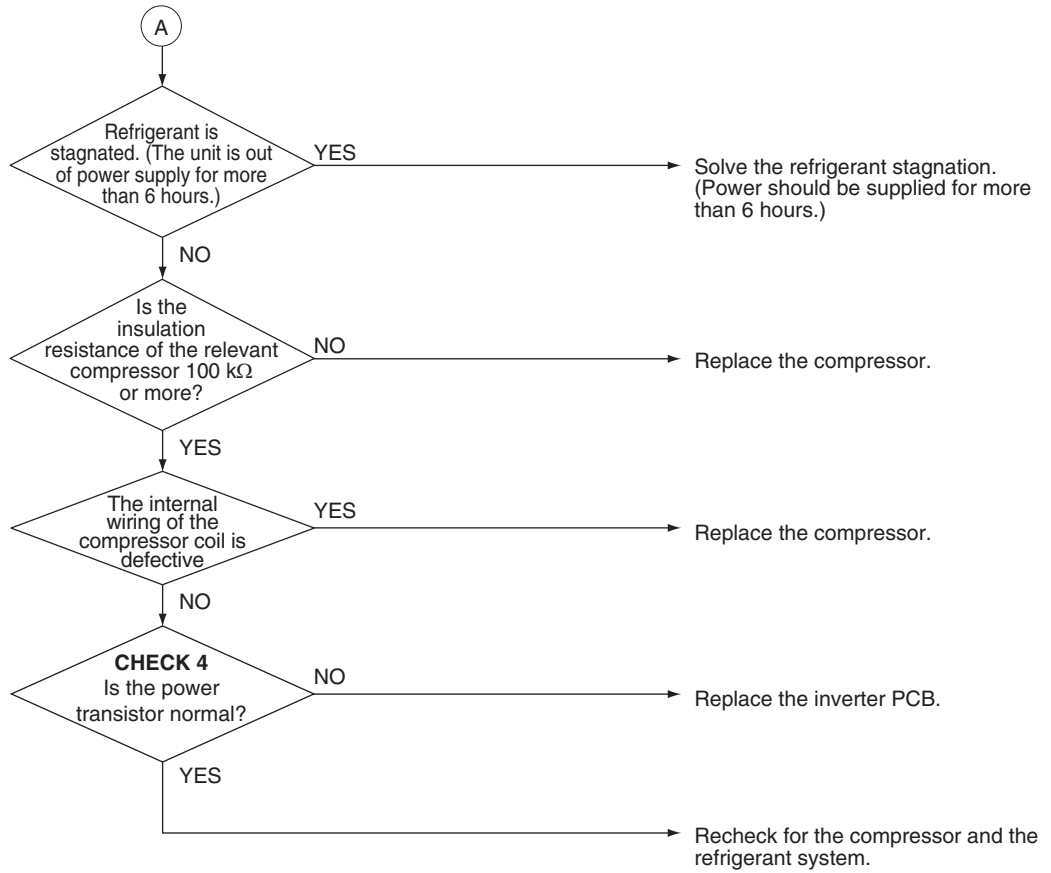 A
Refrigerant is
stagnated. (The unit is out
of power supply for more
than 6 hours.)
YES
Solve the refrigerant stagnation.
(Power should be supplied for more
than 6 hours.)
NO
Is the
insulation
resistance of the relevant
compressor 100 kΩ
or more?
NO
Replace the compressor.
YES
The internal
wiring of the
compressor coil is
defective
YES
Replace the compressor.
NO
CHECK 4
Is the power
transistor normal?
NO
Replace the inverter PCB.
YES
Recheck for the compressor and the
refrigerant system.